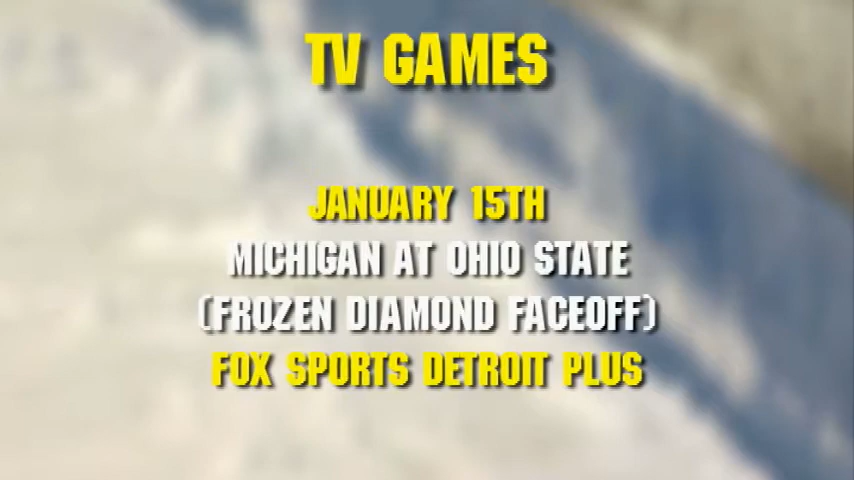 TV GAMES
JANUARY 15TH
MICHIGAN AT OHIO STATE
(FROZEN DIAMOND FACEOFF)
FOX SPORTS DETROIT PLUS